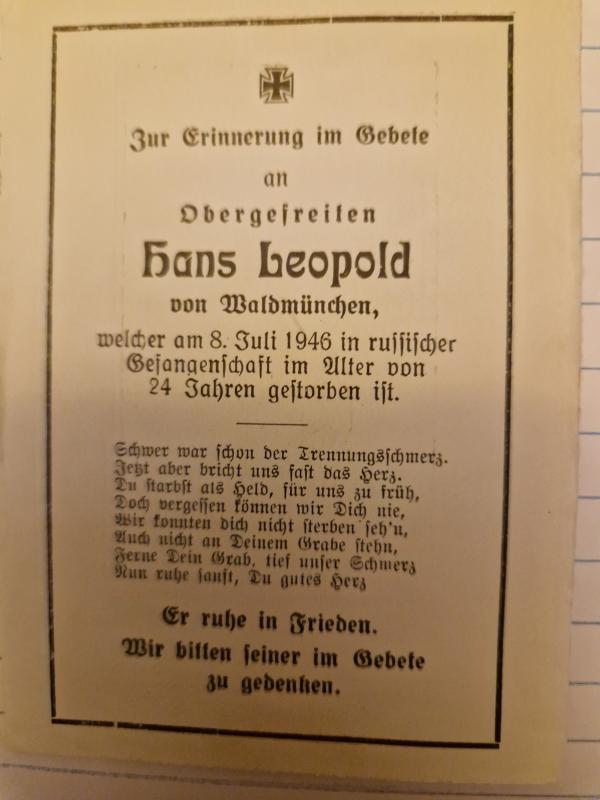 Zur Erinnerung im Gebete
an
Obergefreiten
Hans Leopold
von Waldmünchen,
welcher am 8. Juli 1946 in russischer
Gefangenschaft im Alter von
24 Jahren gestorben ist.
Schwer war schon der Trennungsschmerz.
Jetzt aber bricht uns fast das Herz.
Du starbst als Held, für uns zu früh,
Doch vergessen können wir Dich nie,
Wir konnten dich nicht sterben seh'n,
Auch nicht an Deinem Grabe stehn,
Ferne Dein Grab, tief unser Schmerz
Nun ruhe sanft, Du gutes Herz
Er ruhe in Frieden.
Wir bitten seiner im Gebete
zu gedenken.